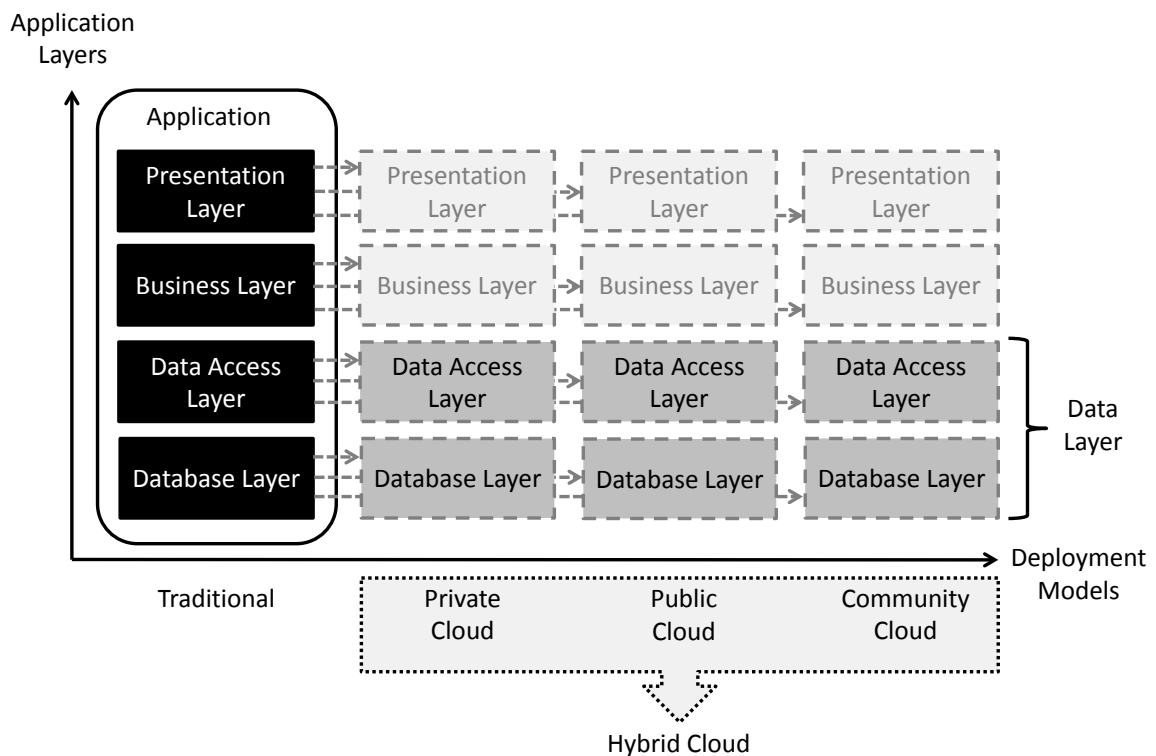 Application
Layers
Application
Presentation
Layer
Presentation
Layer
Presentation
Layer
Presentation
Layer
Business Layer
Business Layer
Business Layer
Business Layer
Data Access
Layer
Data Access
Layer
Data Access
Layer
Data Access
Layer
Data
Layer
Database Layer
Database Layer
Database Layer
Database Layer
Deployment
Models
Traditional
Private
Cloud
Public
Cloud
Community
Cloud
Hybrid Cloud